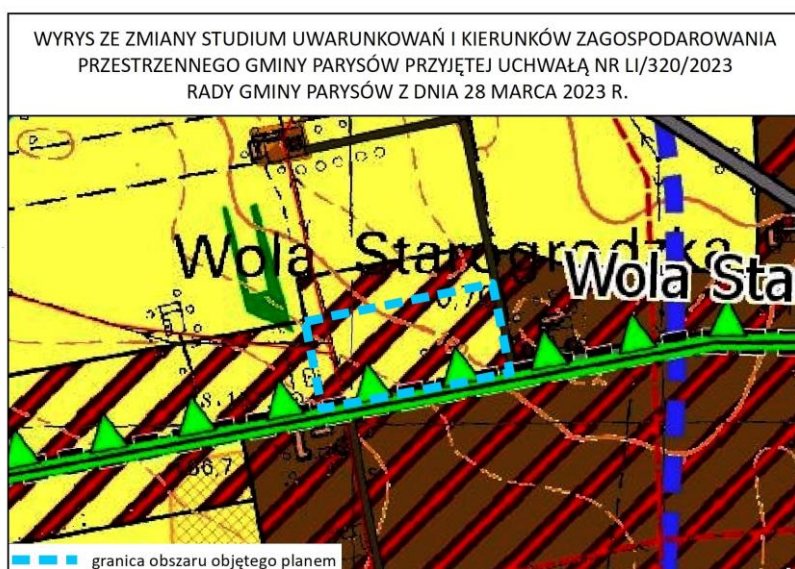 WYRYS ZE ZMIANY STUDIUM UWARUNKOWAŃ I KIERUNKÓW ZAGOSPODAROWANIA
PRZESTRZENNEGO GMINY PARYSÓW PRZYJĘTEJ UCHWAŁĄ NR LI/320/2023
RADY GMINY PARYSÓW Z DNIA 28 MARCA 2023 R.
Wola Starogrodzka
Wola Sta
granica obszaru objętego planem